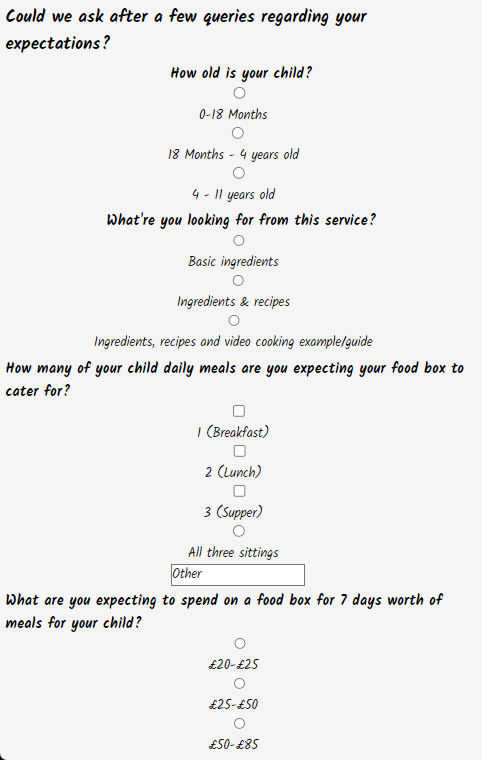 Could we ask after a few queries regarding your
expectations?
How old is your child?
0-18 Months
18 Months - 4 years old
4 - 11 years old
What're you looking for from this service?
Basic ingredients
Ingredients & recipes
Ingredients, recipes and video cooking example/guide
How many of your child daily meals are you expecting your food box to
cater for?
1 (Breakfast)
2 (Lunch)
3 (Supper)
All three sittings
Other
What are you expecting to spend on a food box for 7 days worth of
meals for your child?
£20-£25
£25-£50
£50-£85